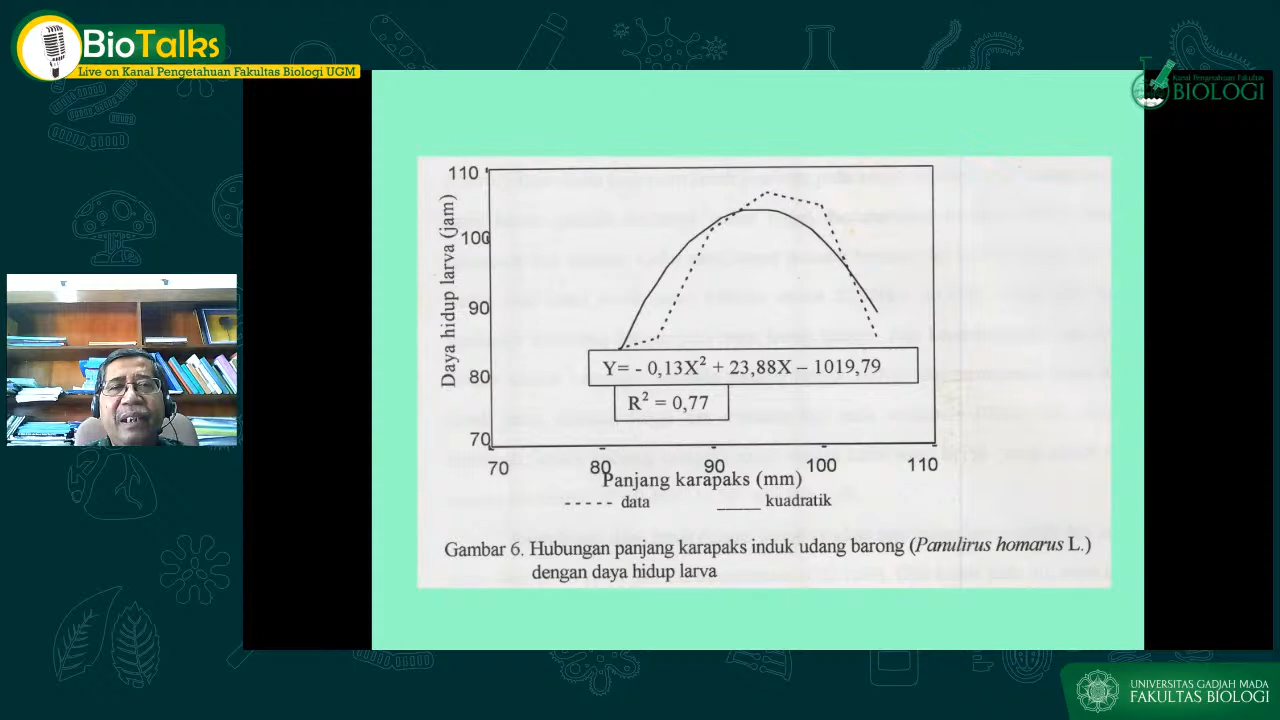 BioTalks
Live on Kanal Pengetahuan Fakultas Biologi UGM
Kanal Pengetahuan Fakultas
BIOLOGI
110
100
90
80
70
Daya hidup larva (jam)
Y= - 0,13X² + 23,88X – 1019,79
R² = 0,77
70 80 90 100 110
Panjang karapaks (mm)
----- data ____ kuadratik
Gambar 6. Hubungan panjang karapaks induk udang barong (Panulirus homarus L.)
dengan daya hidup larva
UNIVERSITAS GADJAH MADA
FAKULTAS BIOLOGI